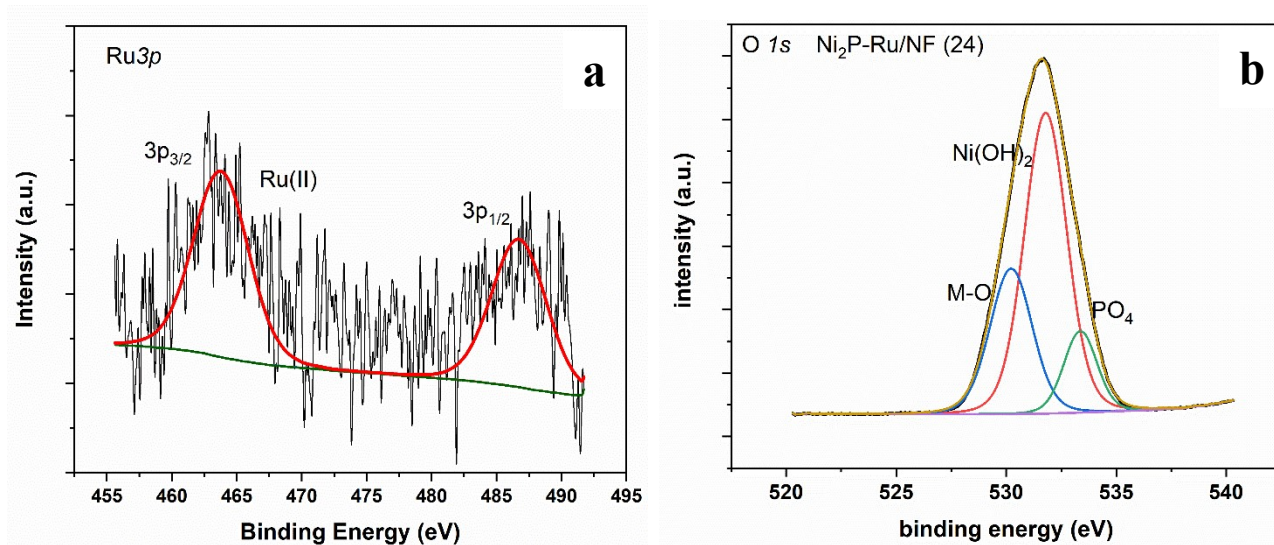 Ru3p
a
3p3/2
Ru(II)
3p1/2
Intensity (a.u.)
455 460 465 470 475 480 485 490 495
Binding Energy (eV)
O 1s Ni2P-Ru/NF (24)
b
Ni(OH)2
M-O
PO4
intensity (a.u.)
520 525 530 535 540
binding energy (eV)